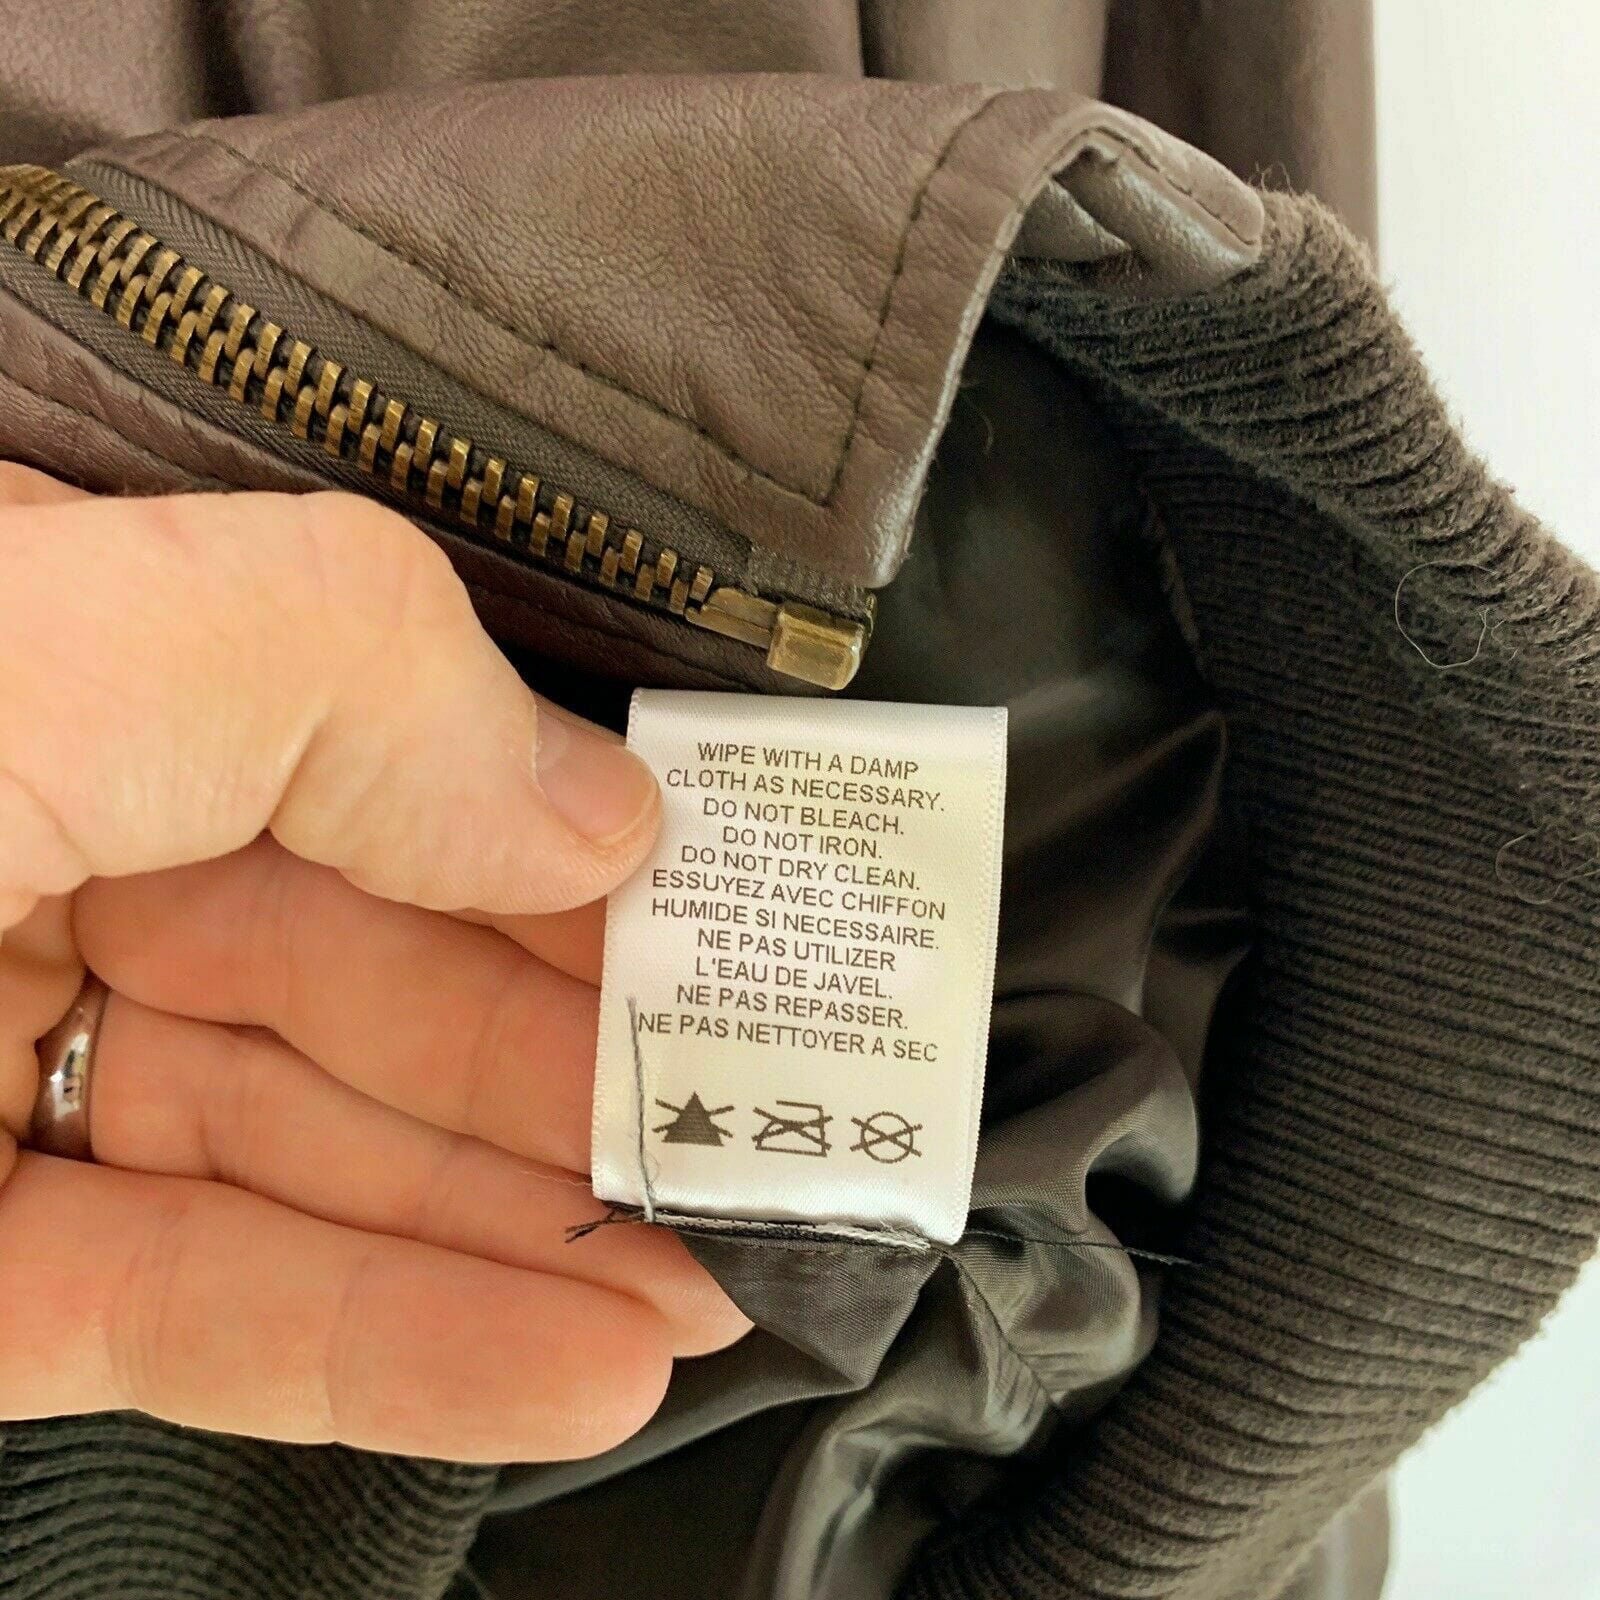 WIPE WITH A DAMP
CLOTH AS NECESSARY.
DO NOT BLEACH.
DO NOT IRON.
DO NOT DRY CLEAN.
ESSUYEZ AVEC CHIFFON
HUMIDE SI NECESSAIRE.
NE PAS UTILIZER
L'EAU DE JAVEL.
NE PAS REPASSER.
NE PAS NETTOYER A SEC